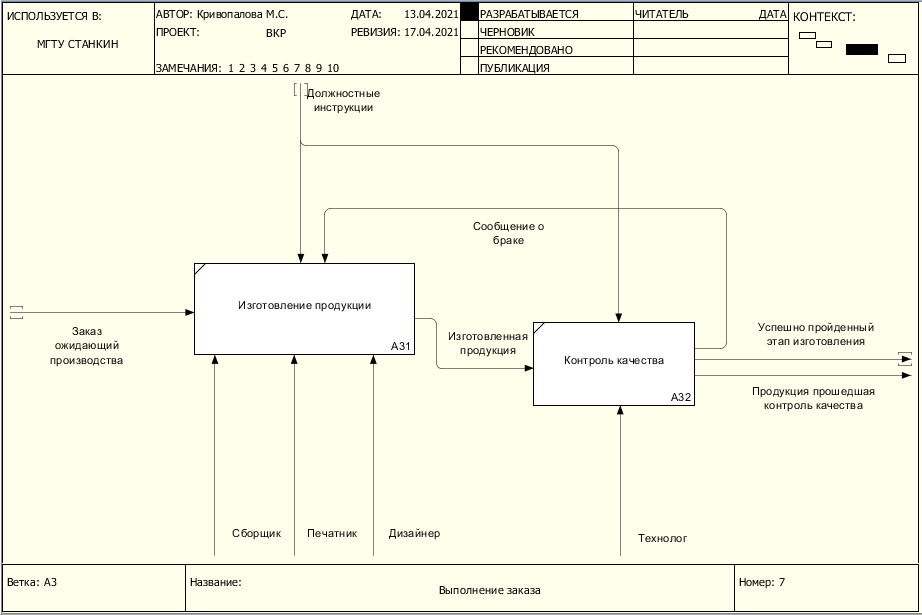 ИСПОЛЬЗУЕТСЯ В:
МГТУ СТАНКИН
АВТОР: Кривопалова М.С.
ДАТА: 13.04.2021
ПРОЕКТ: ВКР
РЕВИЗИЯ: 17.04.2021
ЗАМЕЧАНИЯ: 1 2 3 4 5 6 7 8 9 10
РАЗРАБАТЫВАЕТСЯ
ЧЕРНОВИК
РЕКОМЕНДОВАНО
ПУБЛИКАЦИЯ
ЧИТАТЕЛЬ ДАТА
КОНТЕКСТ:
Должностные
инструкции
Сообщение о
браке
Изготовление продукции
A31
Заказ
ожидающий
производства
Изготовленная
продукция
Контроль качества
A32
Успешно пройденный
этап изготовления
Продукция прошедшая
контроль качества
Сборщик
Печатник
Дизайнер
Технолог
Ветка: A3
Название:
Выполнение заказа
Номер: 7